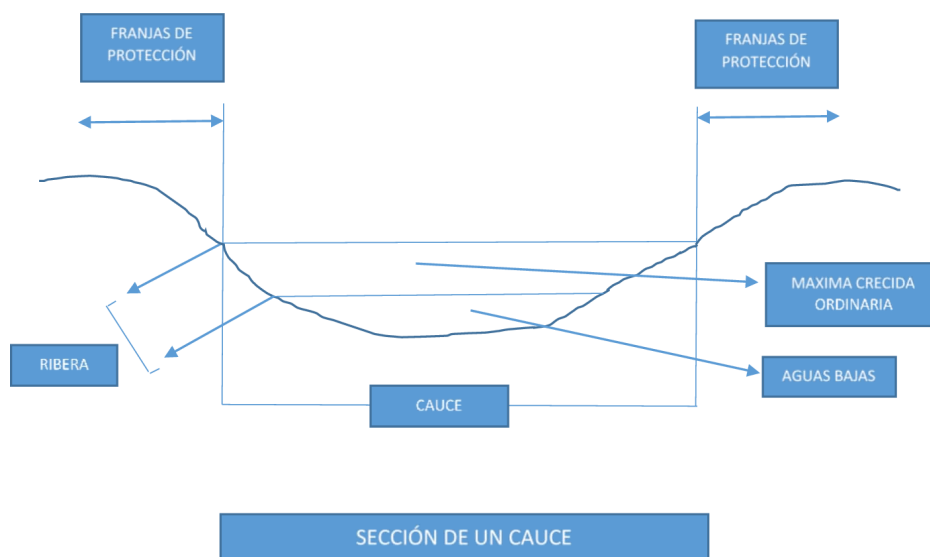 FRANJAS DE
PROTECCIÓN
FRANJAS DE
PROTECCIÓN
MAXIMA CRECIDA
ORDINARIA
RIBERA
AGUAS BAJAS
CAUCE
SECCIÓN DE UN CAUCE